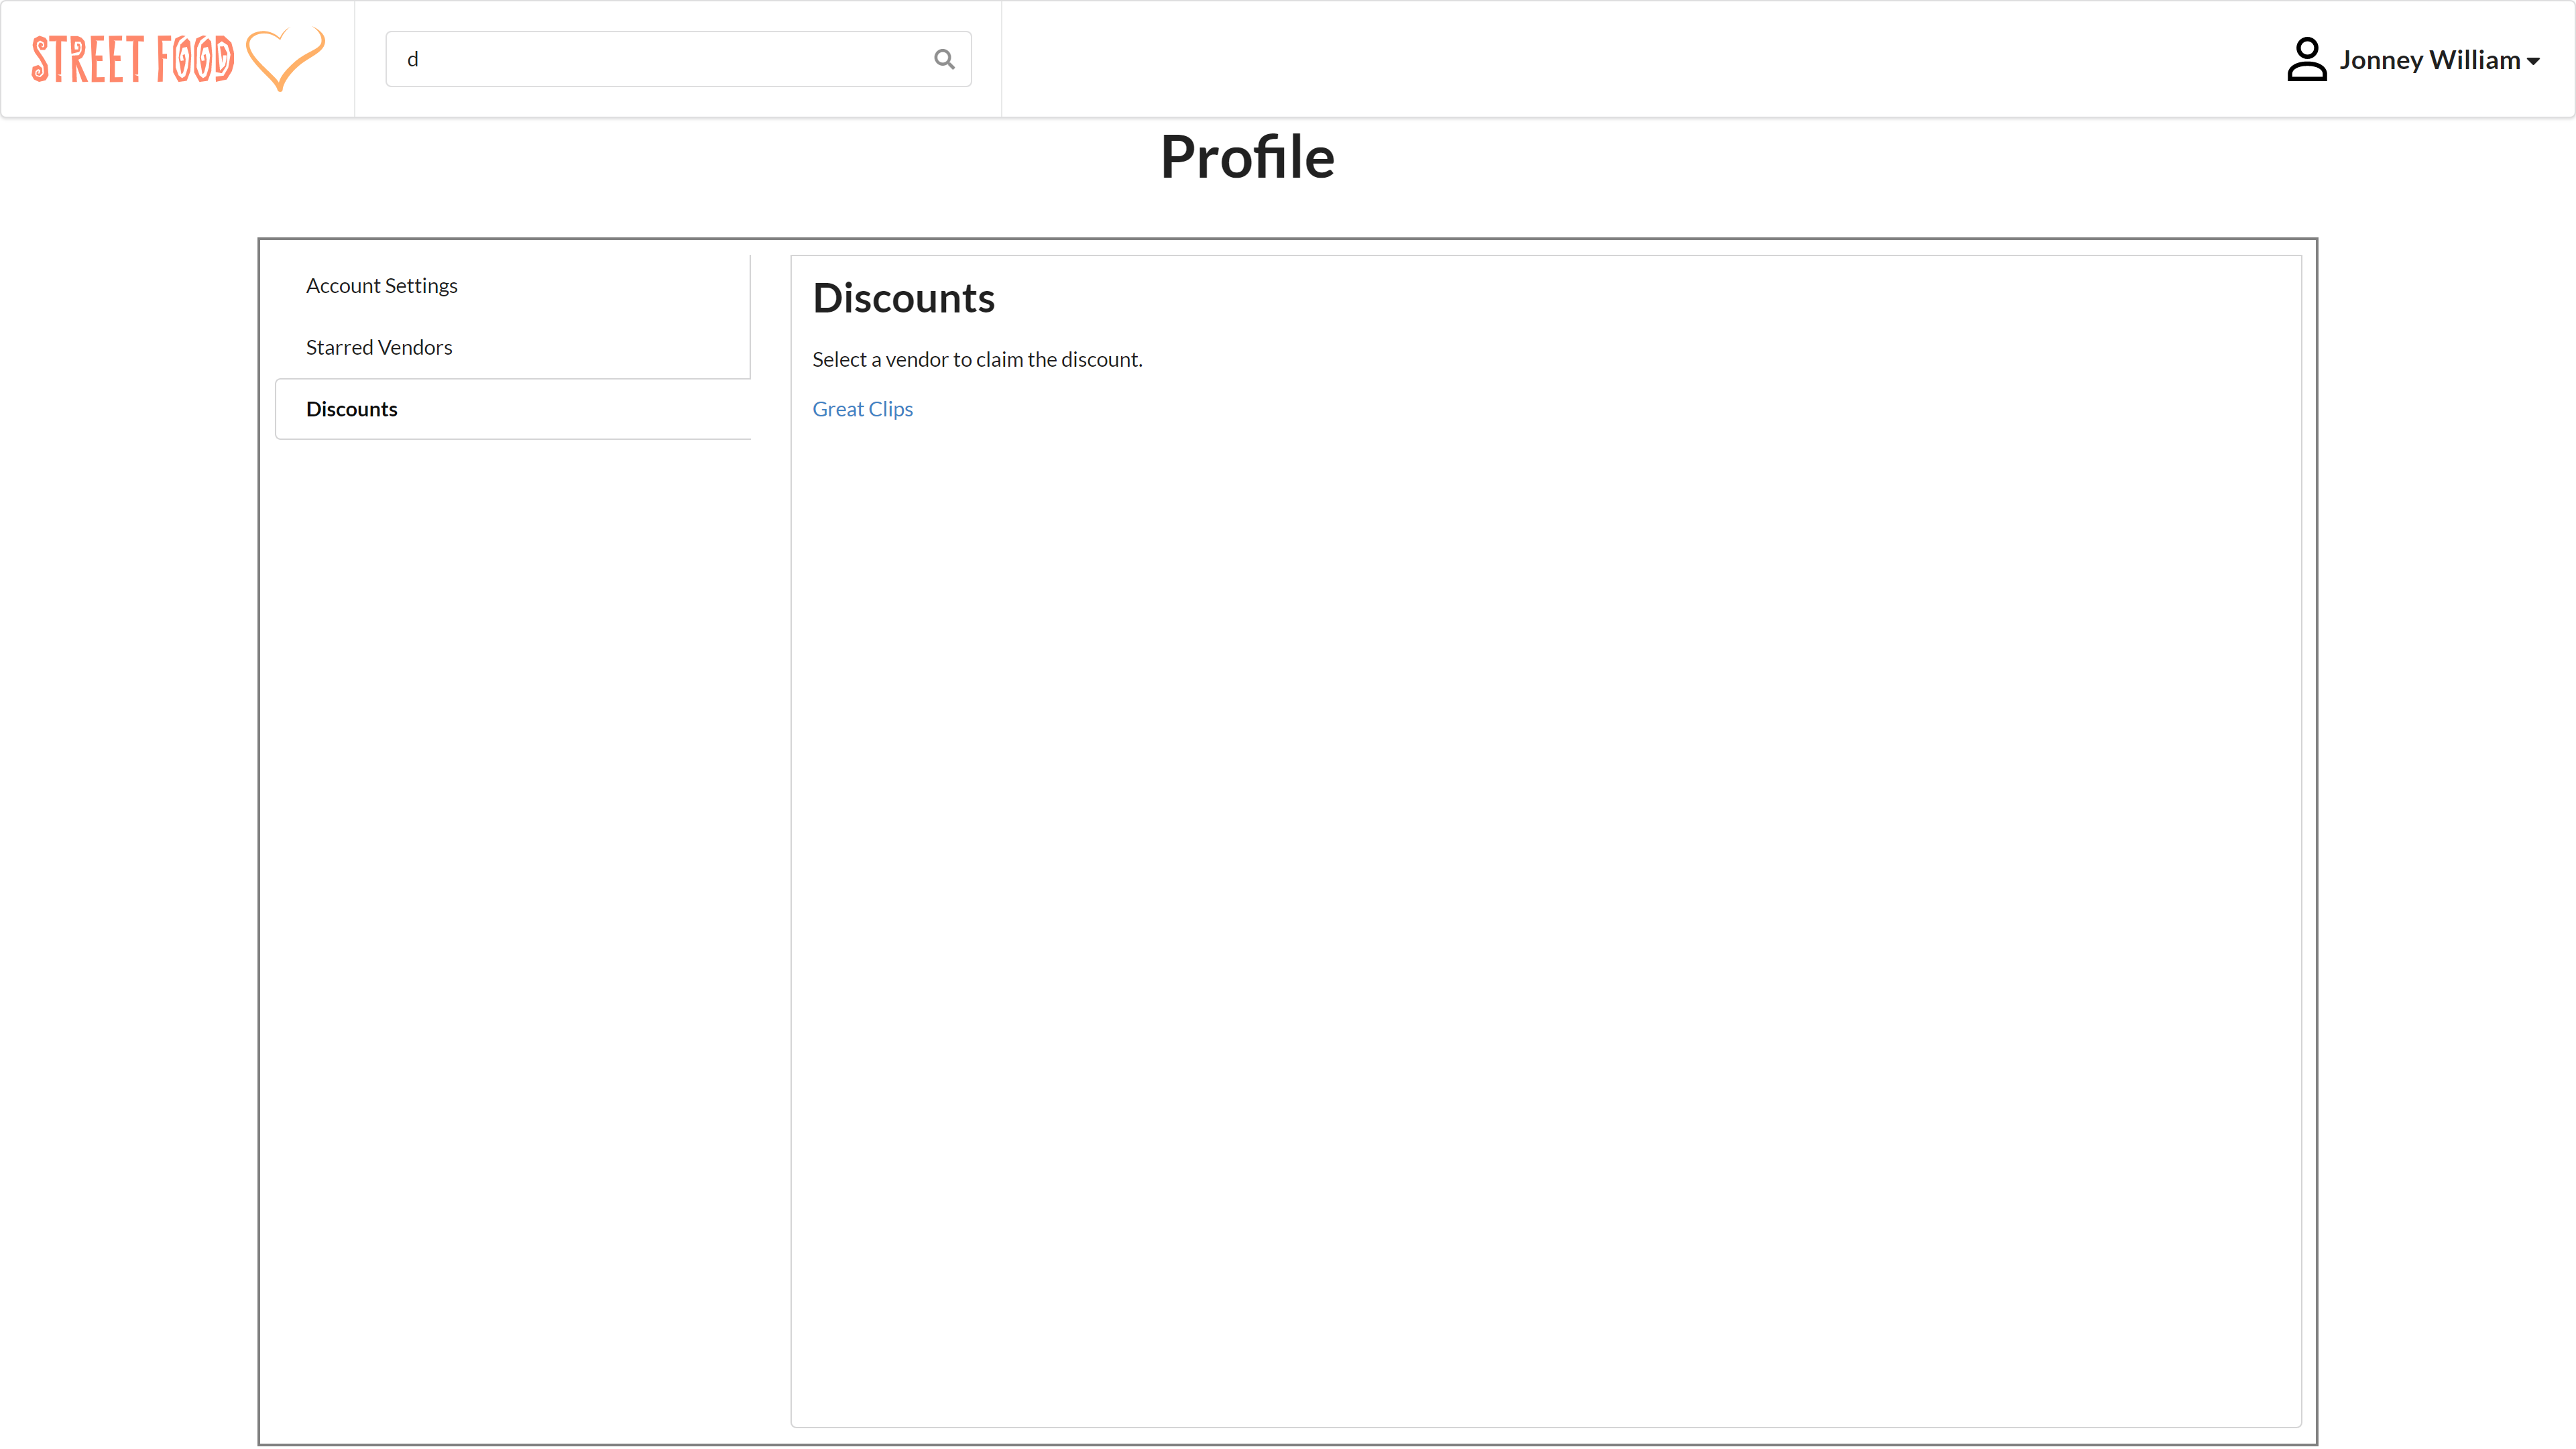 STREET FOOD
d
Jonney William
Profile
Account Settings
Starred Vendors
Discounts
Discounts
Select a vendor to claim the discount.
Great Clips